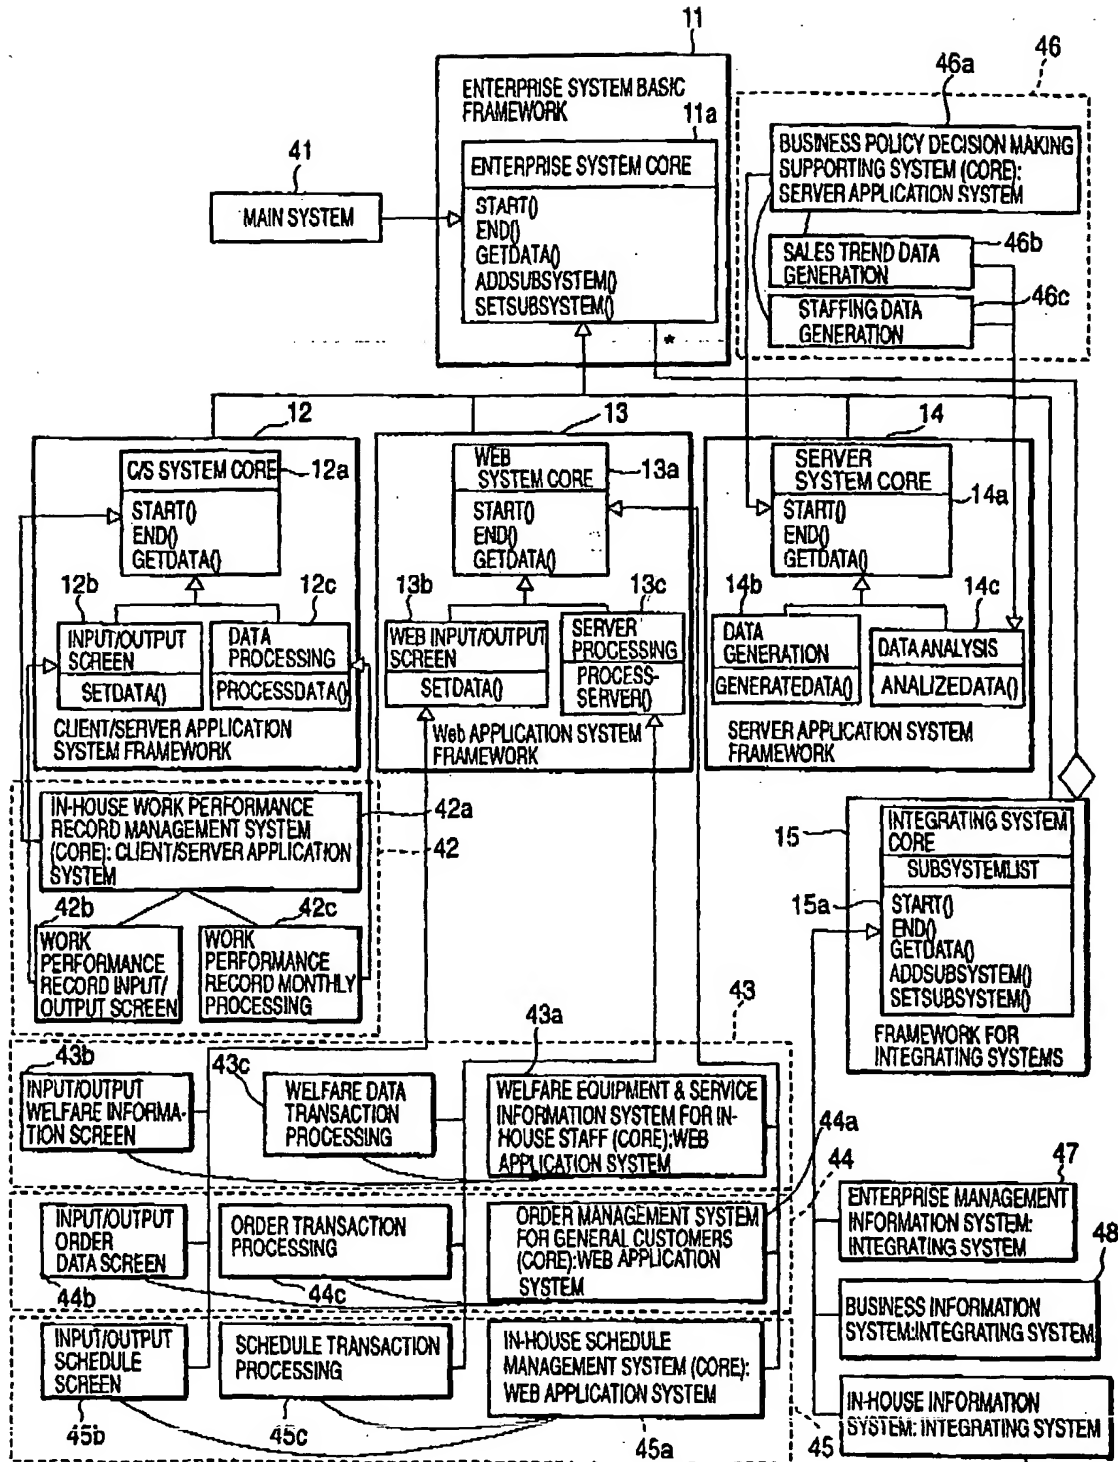 11
ENTERPRISE SYSTEM BASIC
FRAMEWORK
11a
ENTERPRISE SYSTEM CORE
START()
END()
GETDATA()
ADDSUBSYSTEM()
SETSUBSYSTEM()
*
41
MAIN SYSTEM
46
46a
BUSINESS POLICY DECISION MAKING
SUPPORTING SYSTEM (CORE):
SERVER APPLICATION SYSTEM
46b
SALES TREND DATA
GENERATION
46c
STAFFING DATA
GENERATION
12
C/S SYSTEM CORE
12a
START()
END()
GETDATA()
12b
INPUT/OUTPUT
SCREEN
SETDATA()
12c
DATA
PROCESSING
PROCESSDATA()
CLIENT/SERVER APPLICATION
SYSTEM FRAMEWORK
13
WEB
SYSTEM CORE
13a
START()
END()
GETDATA()
13b
WEB INPUT/OUTPUT
SCREEN
SETDATA()
13c
SERVER
PROCESSING
PROCESS-
SERVER()
Web APPLICATION SYSTEM
FRAMEWORK
14
SERVER
SYSTEM CORE
14a
START()
END()
GETDATA()
14b
DATA
GENERATION
GENERATEDATA()
14c
DATA ANALYSIS
ANALIZEDATA()
SERVER APPLICATION SYSTEM
FRAMEWORK
42a
IN-HOUSE WORK PERFORMANCE
RECORD MANAGEMENT SYSTEM
(CORE): CLIENT/SERVER APPLICATION
SYSTEM
42
42b
WORK
PERFORMANCE
RECORD INPUT/
OUTPUT SCREEN
42c
WORK
PERFORMANCE
RECORD MONTHLY
PROCESSING
15
INTEGRATING SYSTEM
CORE
SUBSYSTEMLIST
15a
START()
END()
GETDATA()
ADDSUBSYSTEM()
SETSUBSYSTEM()
FRAMEWORK FOR
INTEGRATING SYSTEMS
43
43b
INPUT/OUTPUT
WELFARE INFORMA-
TION SCREEN
43c
WELFARE DATA
TRANSACTION
PROCESSING
43a
WELFARE EQUIPMENT & SERVICE
INFORMATION SYSTEM FOR IN-
HOUSE STAFF (CORE):WEB
APPLICATION SYSTEM
44a
44
INPUT/OUTPUT
ORDER
DATA SCREEN
44b
ORDER TRANSACTION
PROCESSING
44c
ORDER MANAGEMENT SYSTEM
FOR GENERAL CUSTOMERS
(CORE):WEB APPLICATION
SYSTEM
INPUT/OUTPUT
SCHEDULE
SCREEN
45b
SCHEDULE TRANSACTION
PROCESSING
45c
IN-HOUSE SCHEDULE
MANAGEMENT SYSTEM (CORE):
WEB APPLICATION SYSTEM
45a
45
47
ENTERPRISE MANAGEMENT
INFORMATION SYSTEM:
INTEGRATING SYSTEM
48
BUSINESS INFORMATION
SYSTEM:INTEGRATING SYSTEM
IN-HOUSE INFORMATION
SYSTEM: INTEGRATING SYSTEM